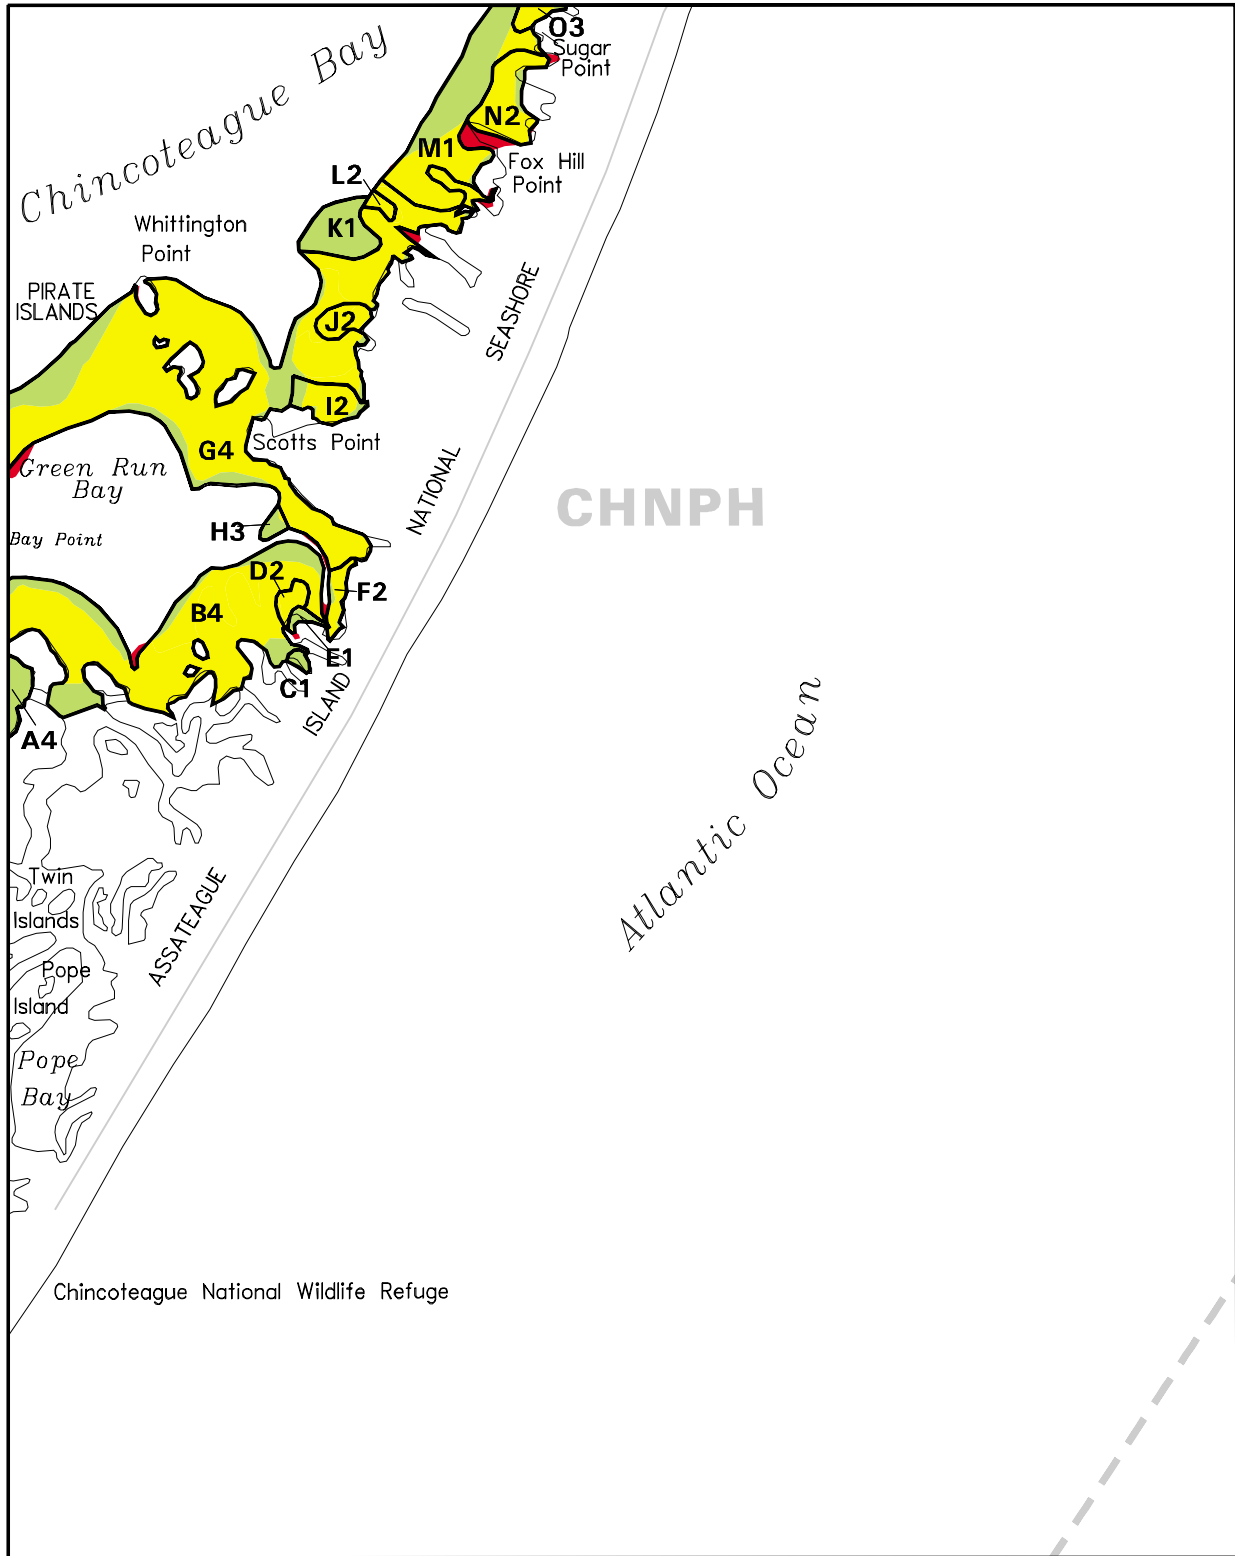 O3
Sugar
Point
Chincoteague Bay
N2
M1
Fox Hill
Point
L2
K1
Whittington
Point
PIRATE
ISLANDS
J2
SEASHORE
I2
Scotts Point
G4
Green Run
Bay
NATIONAL
CHNPH
H3
Bay Point
D2
F2
B4
E1
C1
ISLAND
A4
Atlantic Ocean
Twin
Islands
ASSATEAGUE
Pope
Island
Pope
Bay
Chincoteague National Wildlife Refuge